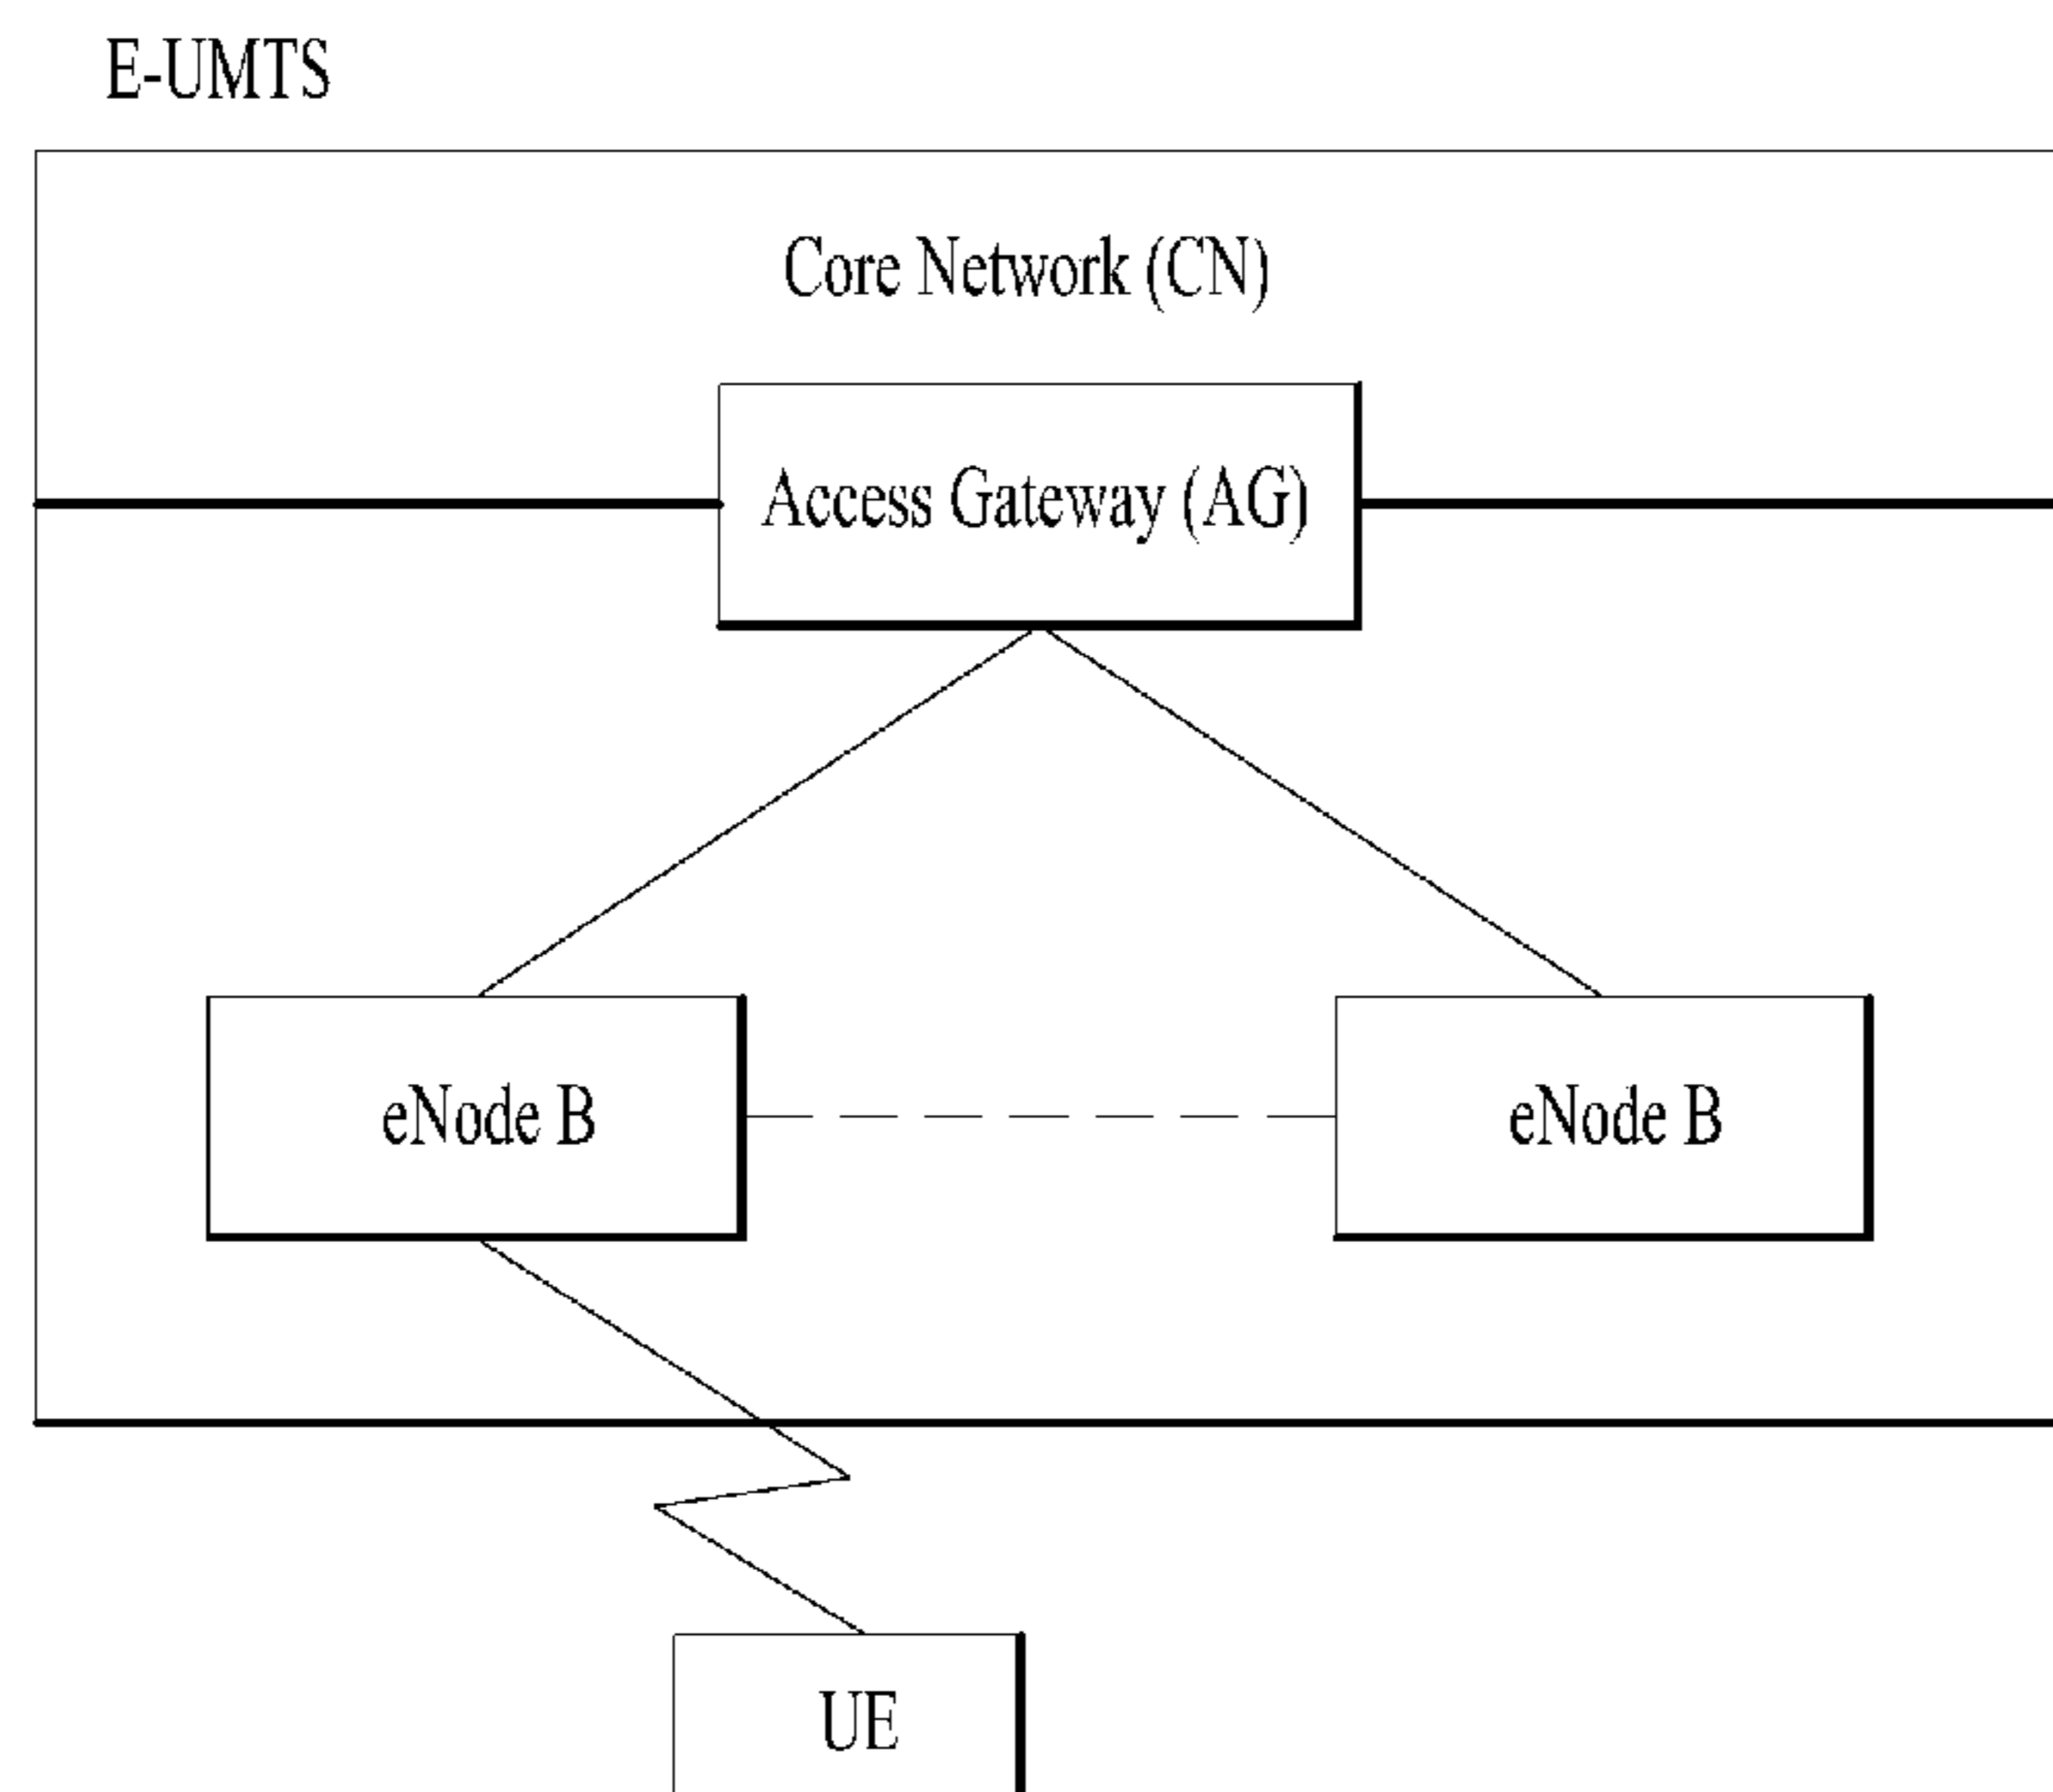 E-UMTS
Core Network (CN)
Access Gateway (AG)
eNode B
eNode B
UE